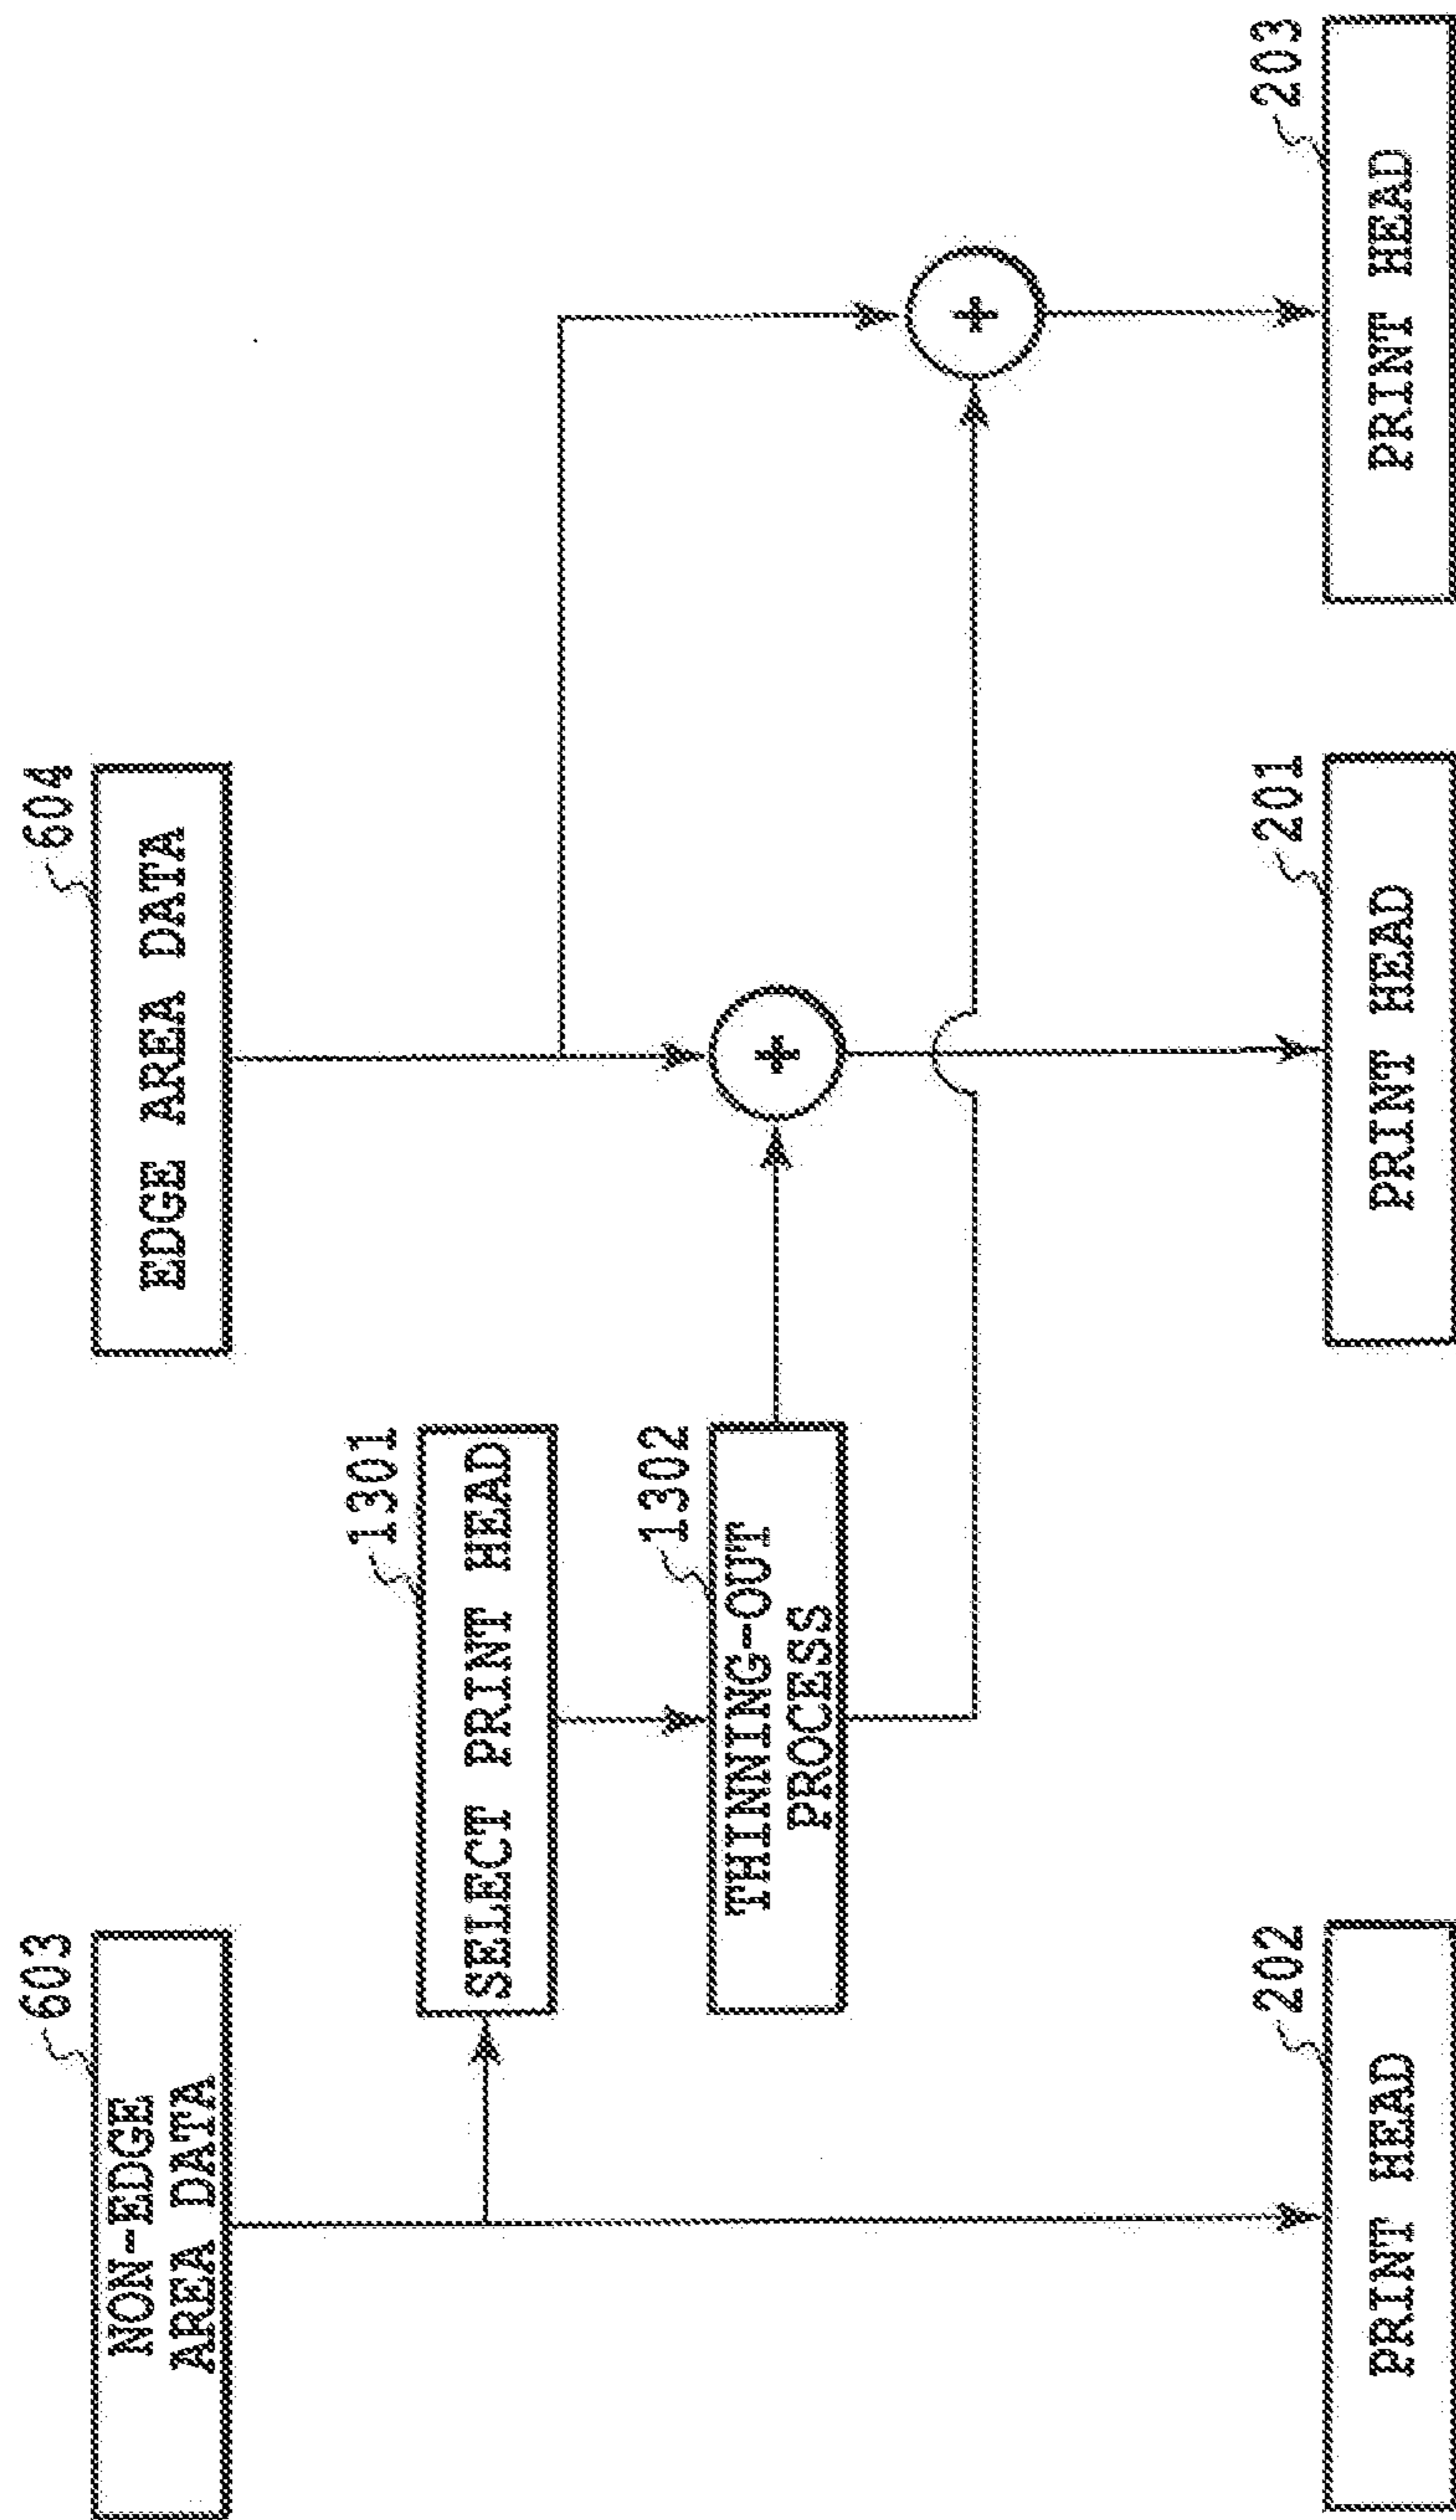 603
NON-EDGE
AREA DATA
604
EDGE AREA DATA
1301
SELECT PRINT HEAD
1302
THINNING-OUT
PROCESS
+
+
202
PRINT HEAD
201
PRINT HEAD
203
PRINT HEAD